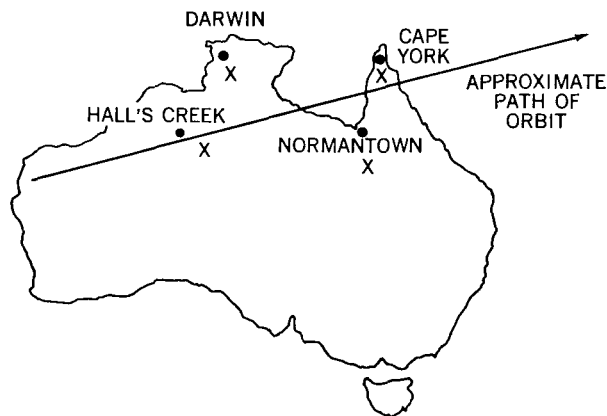 DARWIN
X
CAPE
YORK
X
APPROXIMATE
PATH OF
ORBIT
HALL'S CREEK
X
NORMANTOWN
X